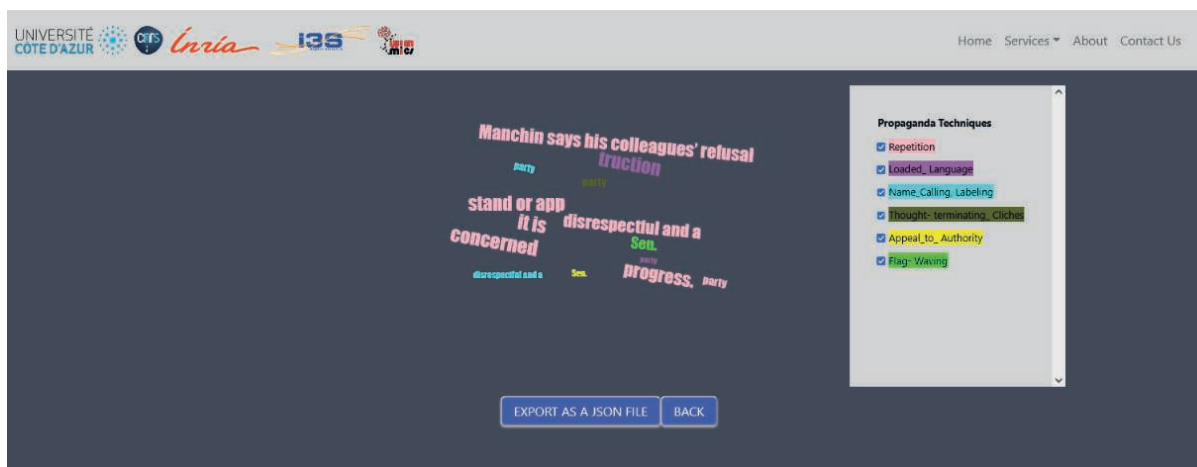 UNIVERSITÉ
CÔTE D'AZUR
cnrs
Inria
I3S
Home Services About Contact Us
Manchin says his colleagues' refusal
truction
party
party
stand or app
it is
disrespectful and a
concerned
Sen.
party
disrespectful and a
Sen.
progress,
party
Propaganda Techniques
Repetition
Loaded_ Language
Name_Calling, Labeling
Thought- terminating_ Cliches
Appeal_to_ Authority
Flag- Waving
EXPORT AS A JSON FILE
BACK